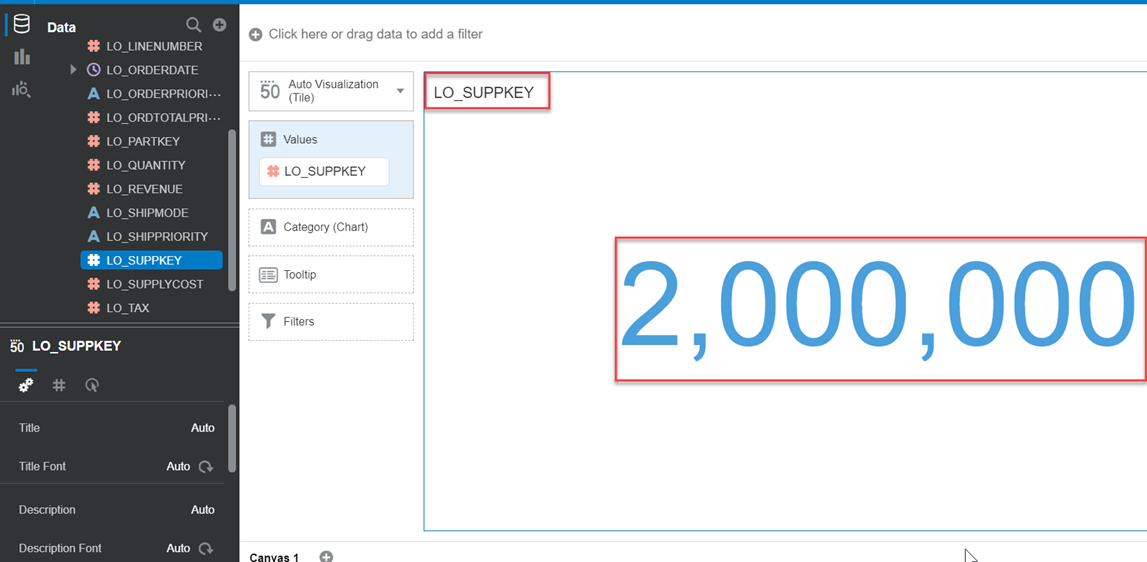 Data
LO_LINENUMBER
LO_ORDERDATE
LO_ORDERPRIORI···
LO_ORDTOTALPRI···
LO_PARTKEY
LO_QUANTITY
LO_REVENUE
A LO_SHIPMODE
A LO_SHIPPRIORITY
LO_SUPPKEY
LO_SUPPLYCOST
LO_TAX
50 LO_SUPPKEY
Title Auto
Title Font Auto
Description Auto
Description Font Auto
Click here or drag data to add a filter
50 Auto Visualization
(Tile)
Values
LO_SUPPKEY
A Category (Chart)
Tooltip
Filters
LO_SUPPKEY
2,000,000
Canvas 1